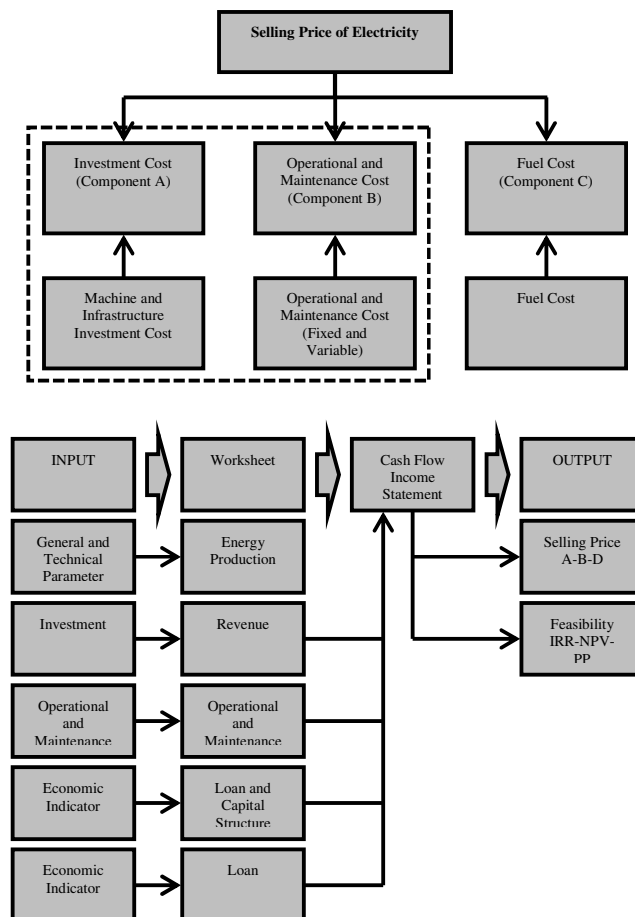 Selling Price of Electricity
Investment Cost
(Component A)
Operational and
Maintenance Cost
(Component B)
Fuel Cost
(Component C)
Machine and
Infrastructure
Investment Cost
Operational and
Maintenance Cost
(Fixed and
Variable)
Fuel Cost
INPUT
Worksheet
Cash Flow
Income
Statement
OUTPUT
General and
Technical
Parameter
Energy
Production
Selling Price
A-B-D
Investment
Revenue
Feasibility
IRR-NPV-
PP
Operational
and
Maintenance
Operational
and
Maintenance
Economic
Indicator
Loan and
Capital
Structure
Economic
Indicator
Loan